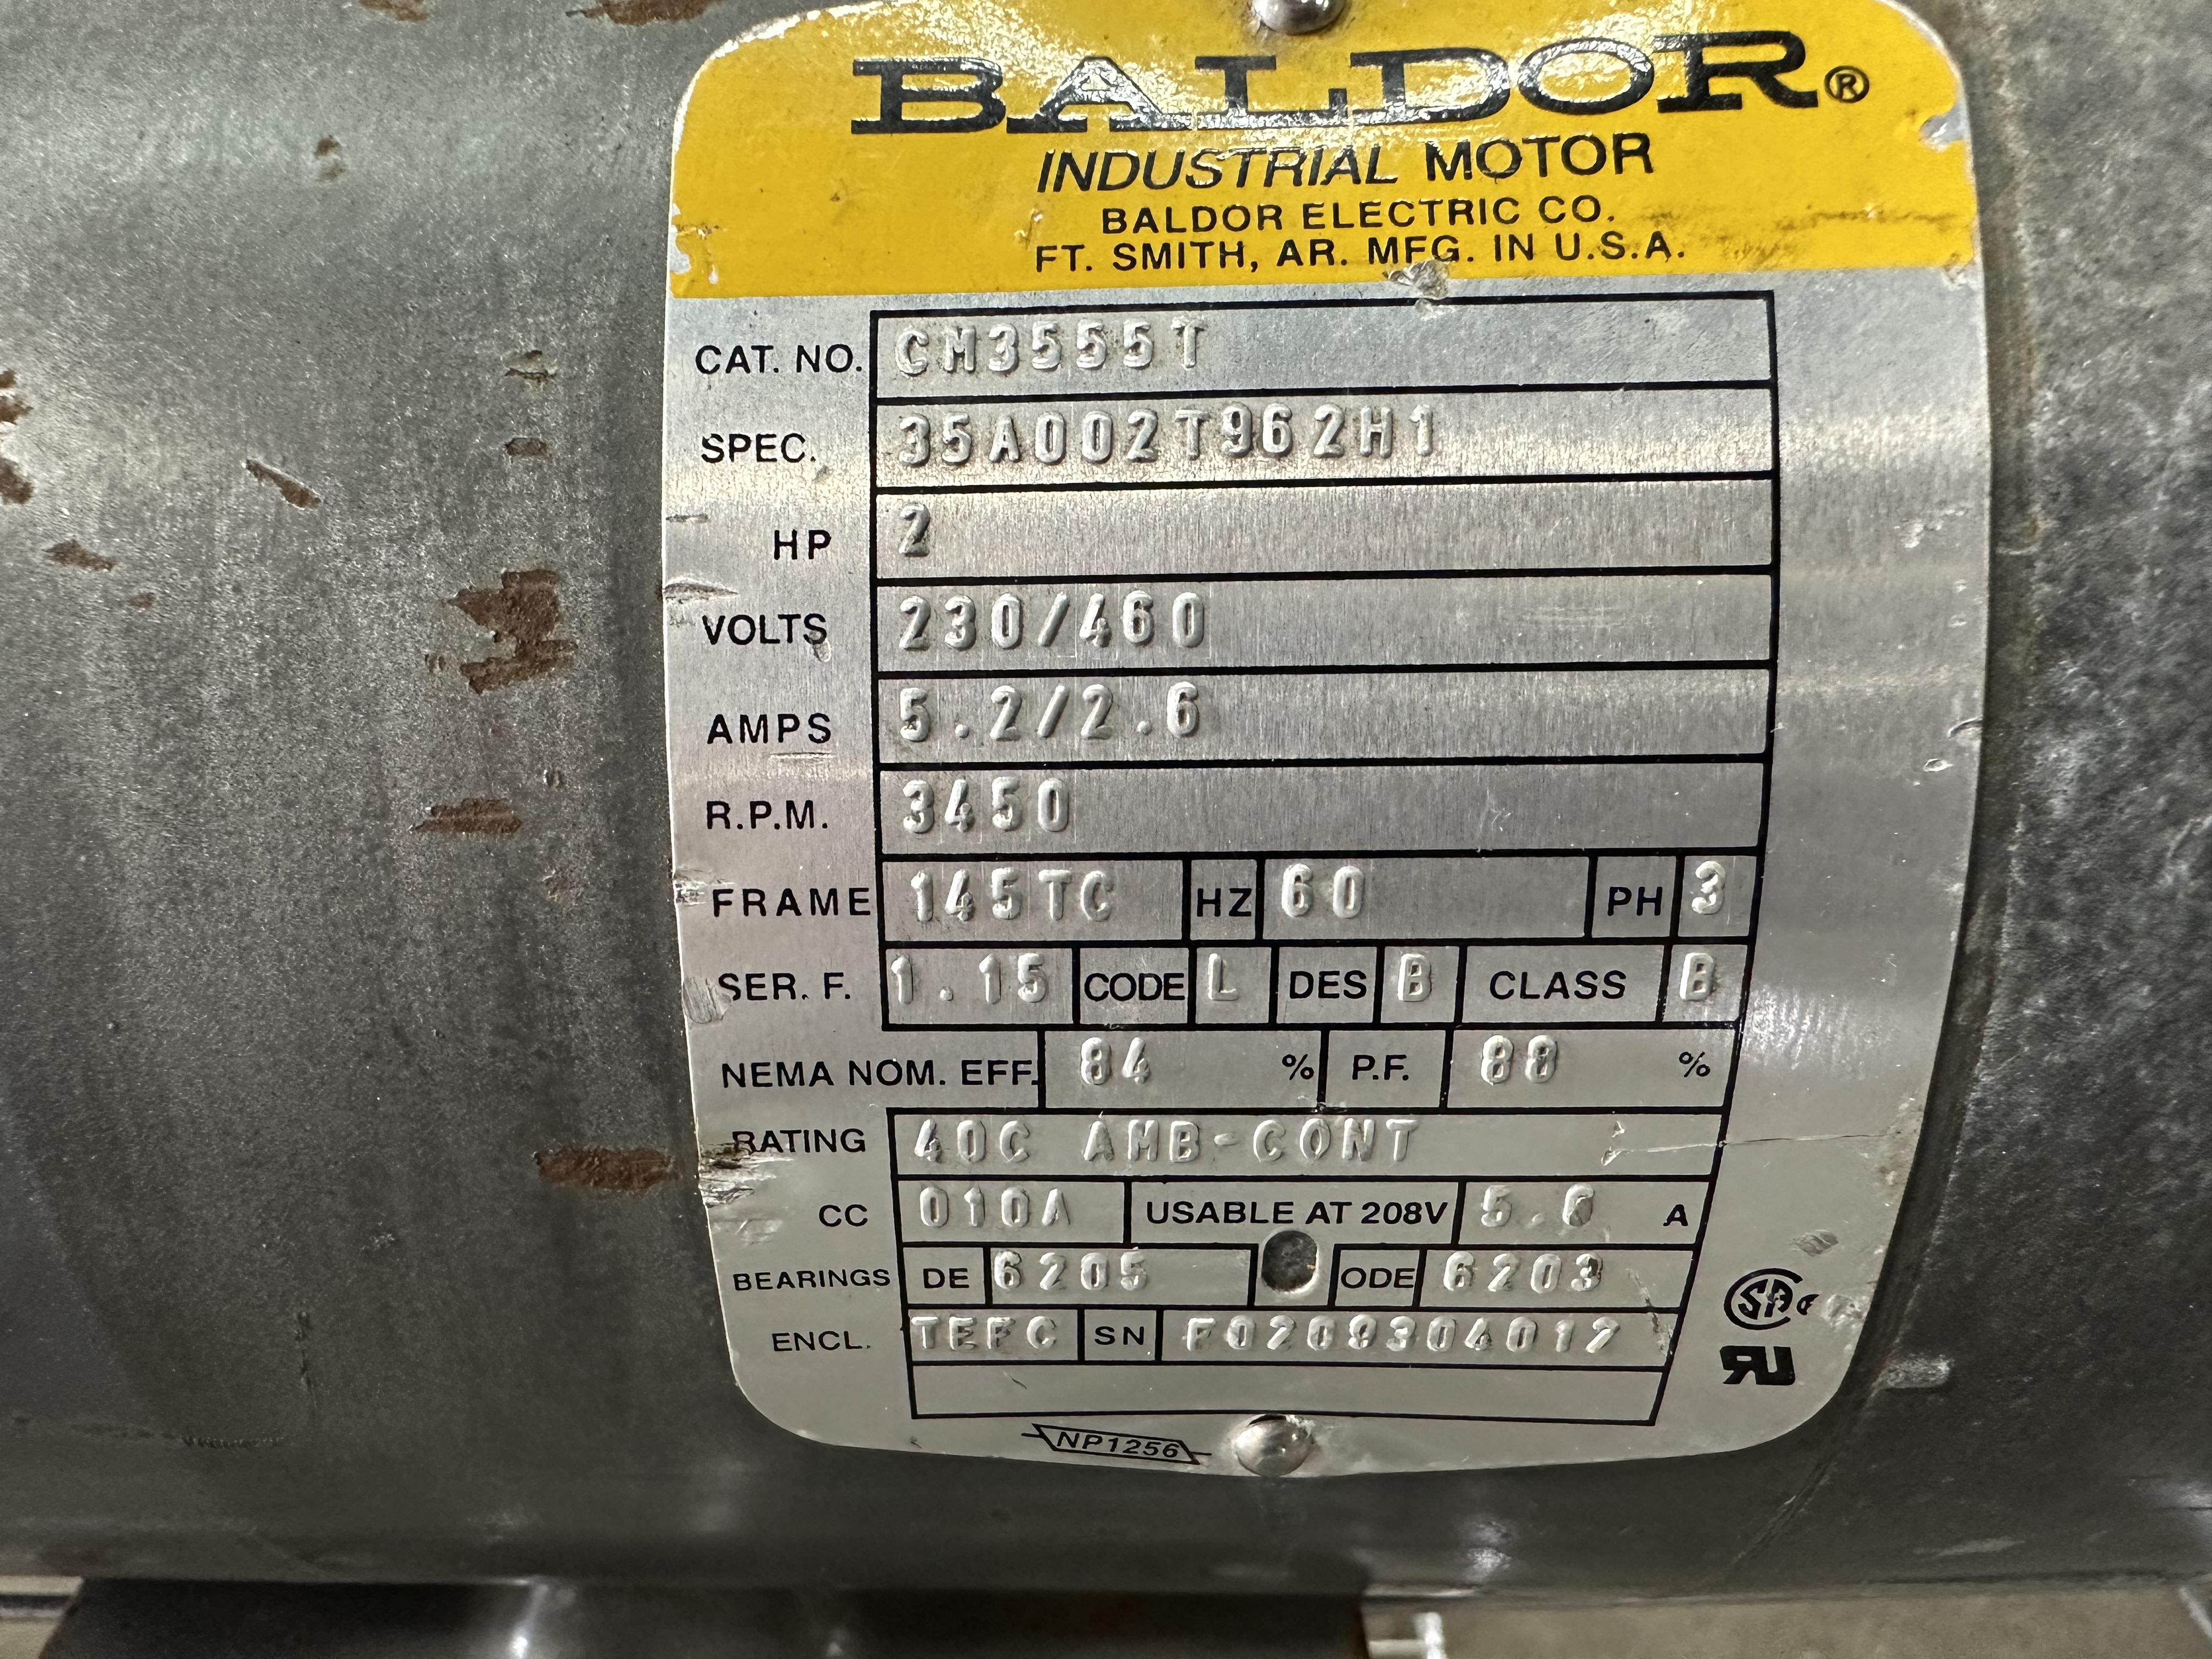 BALDOR®
INDUSTRIAL MOTOR
BALDOR ELECTRIC CO.
FT. SMITH, AR. MFG. IN U.S.A.
CAT. NO. CM3555T
SPEC. 35A002T962H1
HP 2
VOLTS 230/460
AMPS 5.2/2.6
R.P.M. 3450
FRAME 145TC HZ 60 PH 3
SER. F. 1.15 CODE L DES B CLASS B
NEMA NOM. EFF. 84 % P.F. 88 %
RATING 40C AMB-CONT
CC 010A USABLE AT 208V 5.6 A
BEARINGS DE 6205 ODE 6203
ENCL. TEFC SN
NP1256